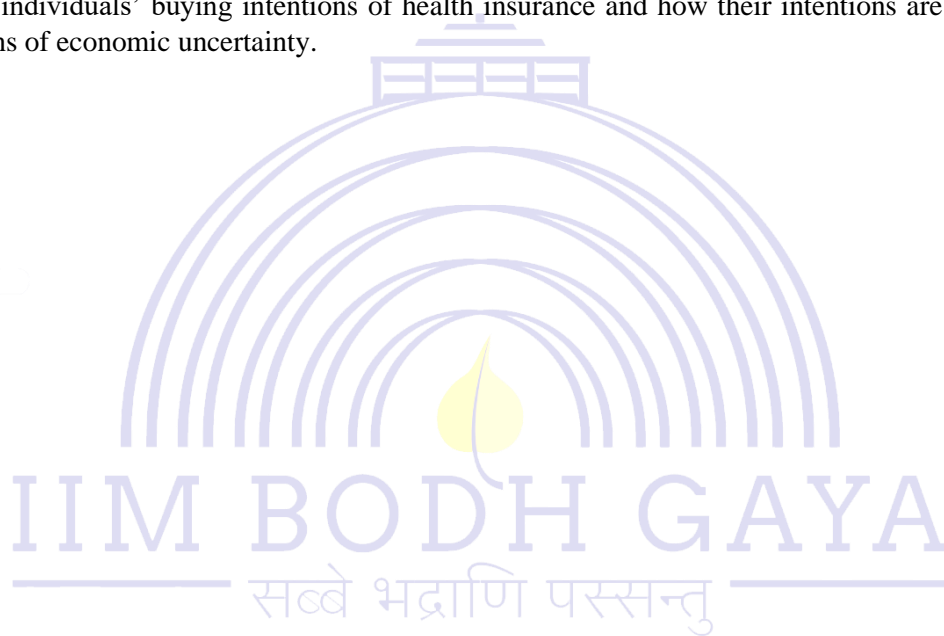 individuals’ buying intentions of health insurance and how their intentions are
ns of economic uncertainty.
IIM BODH GAYA
सब्बे भद्राणि पस्सन्तु